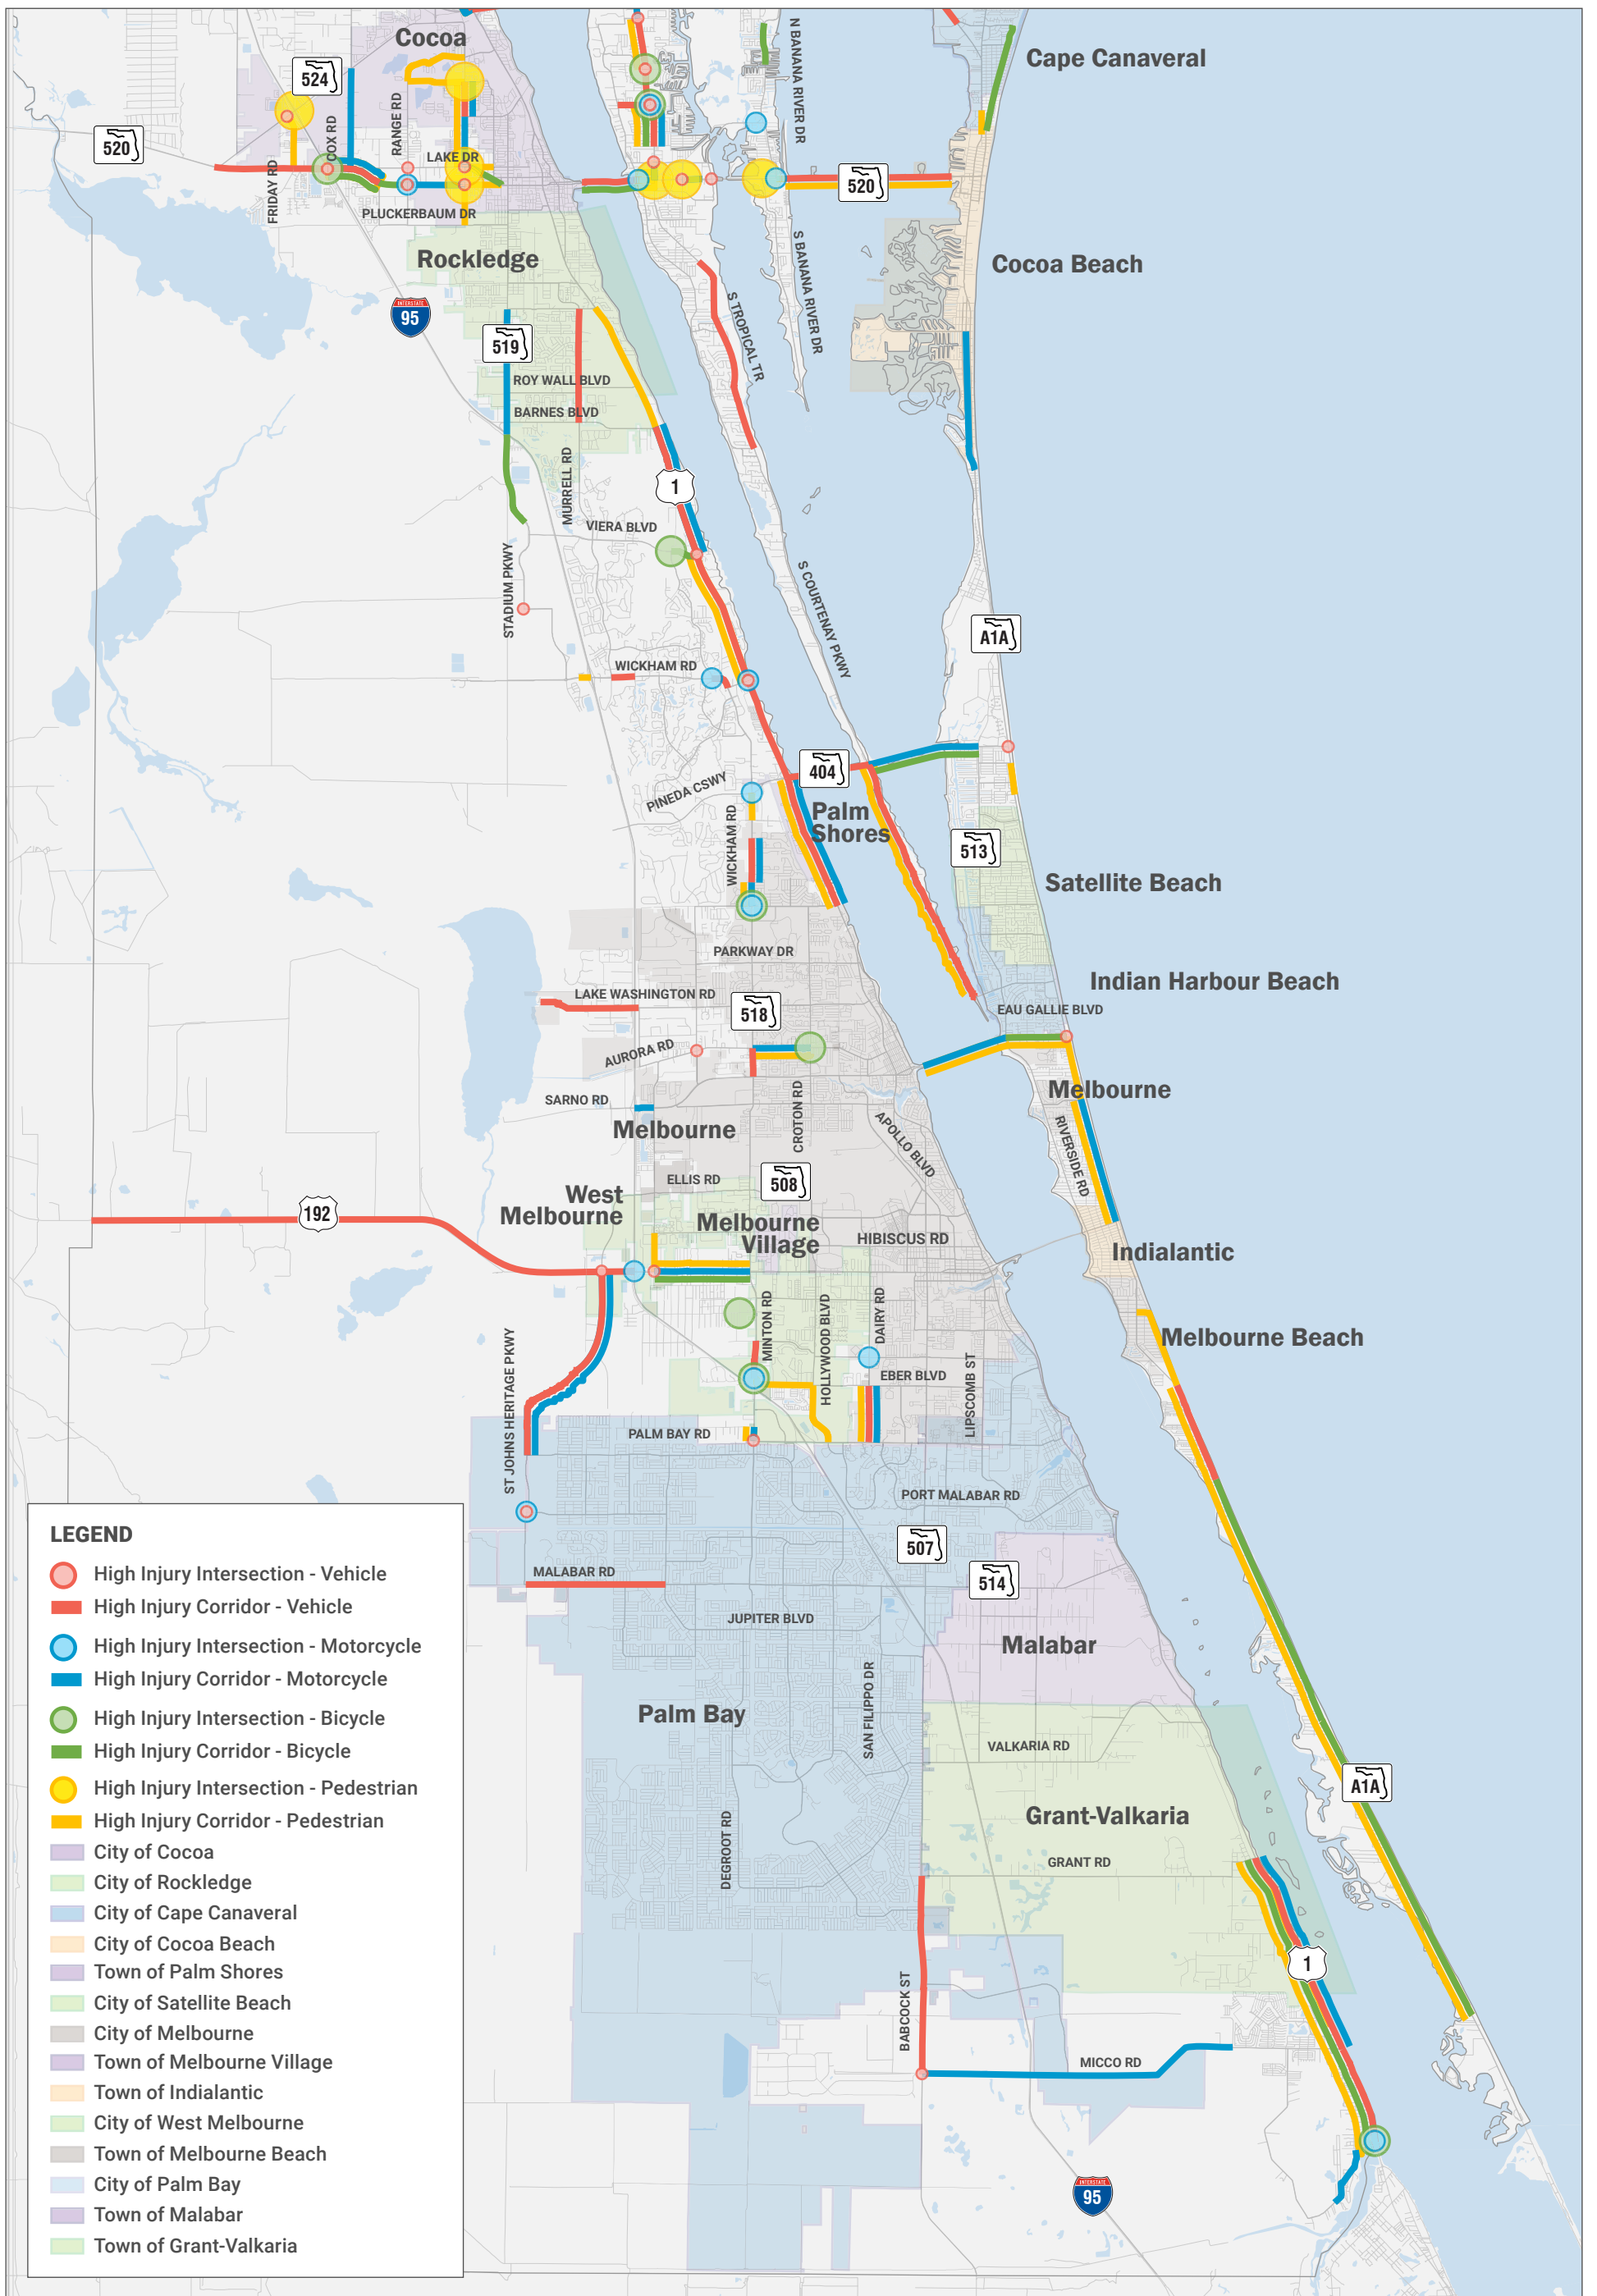 Cocoa
524
520
FRIDAY RD
COX RD
RANGE RD
LAKE DR
PLUCKERBAUM DR
N BANANA RIVER DR
Cape Canaveral
520
Rockledge
INTERSTATE
95
519
ROY WALL BLVD
BARNES BLVD
MURRELL RD
S TROPICAL TR
S BANANA RIVER DR
Cocoa Beach
1
VIERA BLVD
STADIUM PKWY
S COURTENAY PKWY
A1A
WICKHAM RD
404
PINEDA CSWY
Palm
Shores
WICKHAM RD
513
Satellite Beach
PARKWAY DR
LAKE WASHINGTON RD
518
Indian Harbour Beach
EAU GALLIE BLVD
AURORA RD
SARNO RD
CROTON RD
APOLLO BLVD
Melbourne
Melbourne
RIVERSIDE RD
ELLIS RD
508
West
Melbourne
192
Melbourne
Village
HIBISCUS RD
Indialantic
MINTON RD
HOLLYWOOD BLVD
DAIRY RD
Melbourne Beach
ST JOHNS HERITAGE PKWY
EBER BLVD
LIPSCOMB ST
PALM BAY RD
PORT MALABAR RD
507
514
MALABAR RD
JUPITER BLVD
Malabar
Palm Bay
SAN FILIPPO DR
VALKARIA RD
A1A
Grant-Valkaria
DEGROOT RD
GRANT RD
1
BABCOCK ST
MICCO RD
INTERSTATE
95
LEGEND
High Injury Intersection - Vehicle
High Injury Corridor - Vehicle
High Injury Intersection - Motorcycle
High Injury Corridor - Motorcycle
High Injury Intersection - Bicycle
High Injury Corridor - Bicycle
High Injury Intersection - Pedestrian
High Injury Corridor - Pedestrian
City of Cocoa
City of Rockledge
City of Cape Canaveral
City of Cocoa Beach
Town of Palm Shores
City of Satellite Beach
City of Melbourne
Town of Melbourne Village
Town of Indialantic
City of West Melbourne
Town of Melbourne Beach
City of Palm Bay
Town of Malabar
Town of Grant-Valkaria